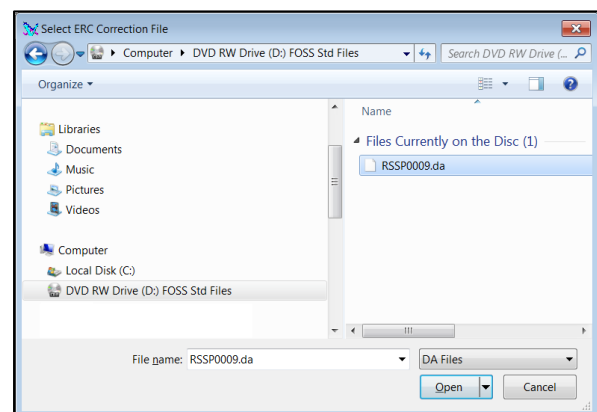 Select ERC Correction File
Computer DVD RW Drive (D:) FOSS Std Files Search DVD RW Drive (...
Organize
Name
Libraries
Documents
Music
Pictures
Videos
Computer
Local Disk (C:)
DVD RW Drive (D:) FOSS Std Files
Files Currently on the Disc (1)
RSSP0009.da
File name: RSSP0009.da DA Files
Open Cancel